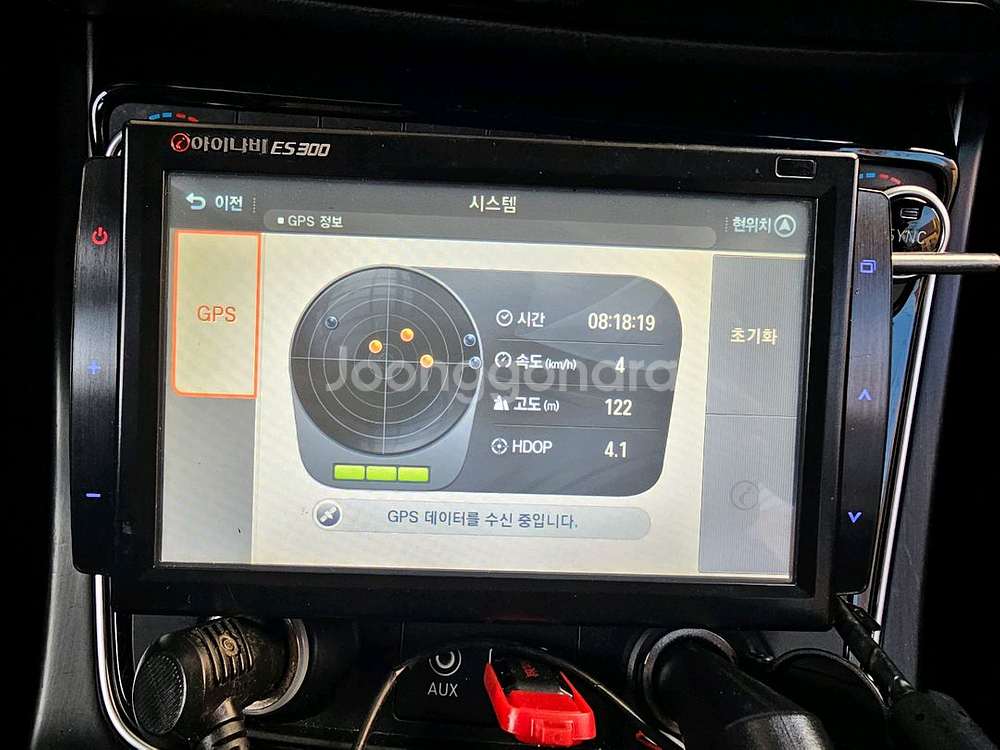 아이나비 ES300
이전
시스템
GPS 정보
현위치
GPS
시간 08:18:19
속도 (km/h) 4
고도 (m) 122
HDOP 4.1
초기화
GPS 데이터를 수신 중입니다.
Joonggonara
SYNC
AUX